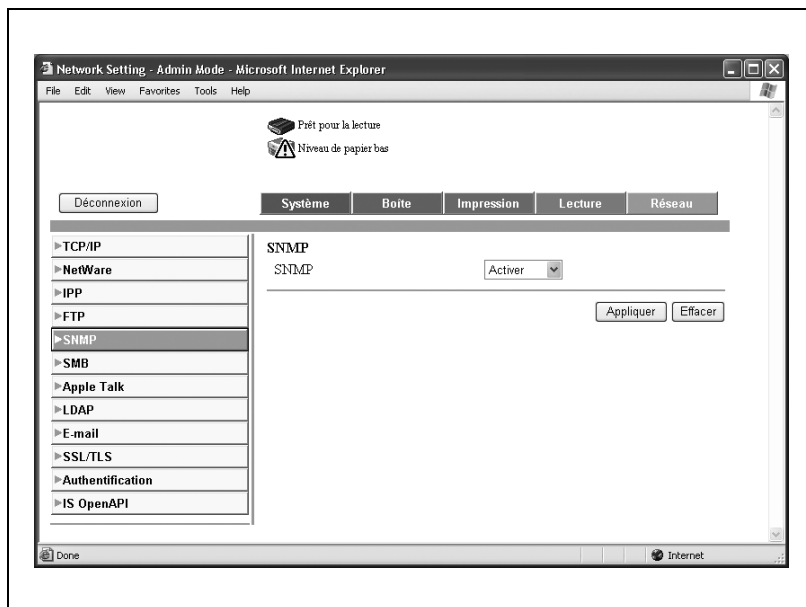 Network Setting - Admin Mode - Microsoft Internet Explorer
File Edit View Favorites Tools Help
Prêt pour la lecture
Niveau de papier bas
Déconnexion
Système Boîte Impression Lecture Réseau
TCP/IP
NetWare
IPP
FTP
SNMP
SMB
Apple Talk
LDAP
E-mail
SSL/TLS
Authentification
IS OpenAPI
SNMP
SNMP Activer
Appliquer Effacer
Done Internet